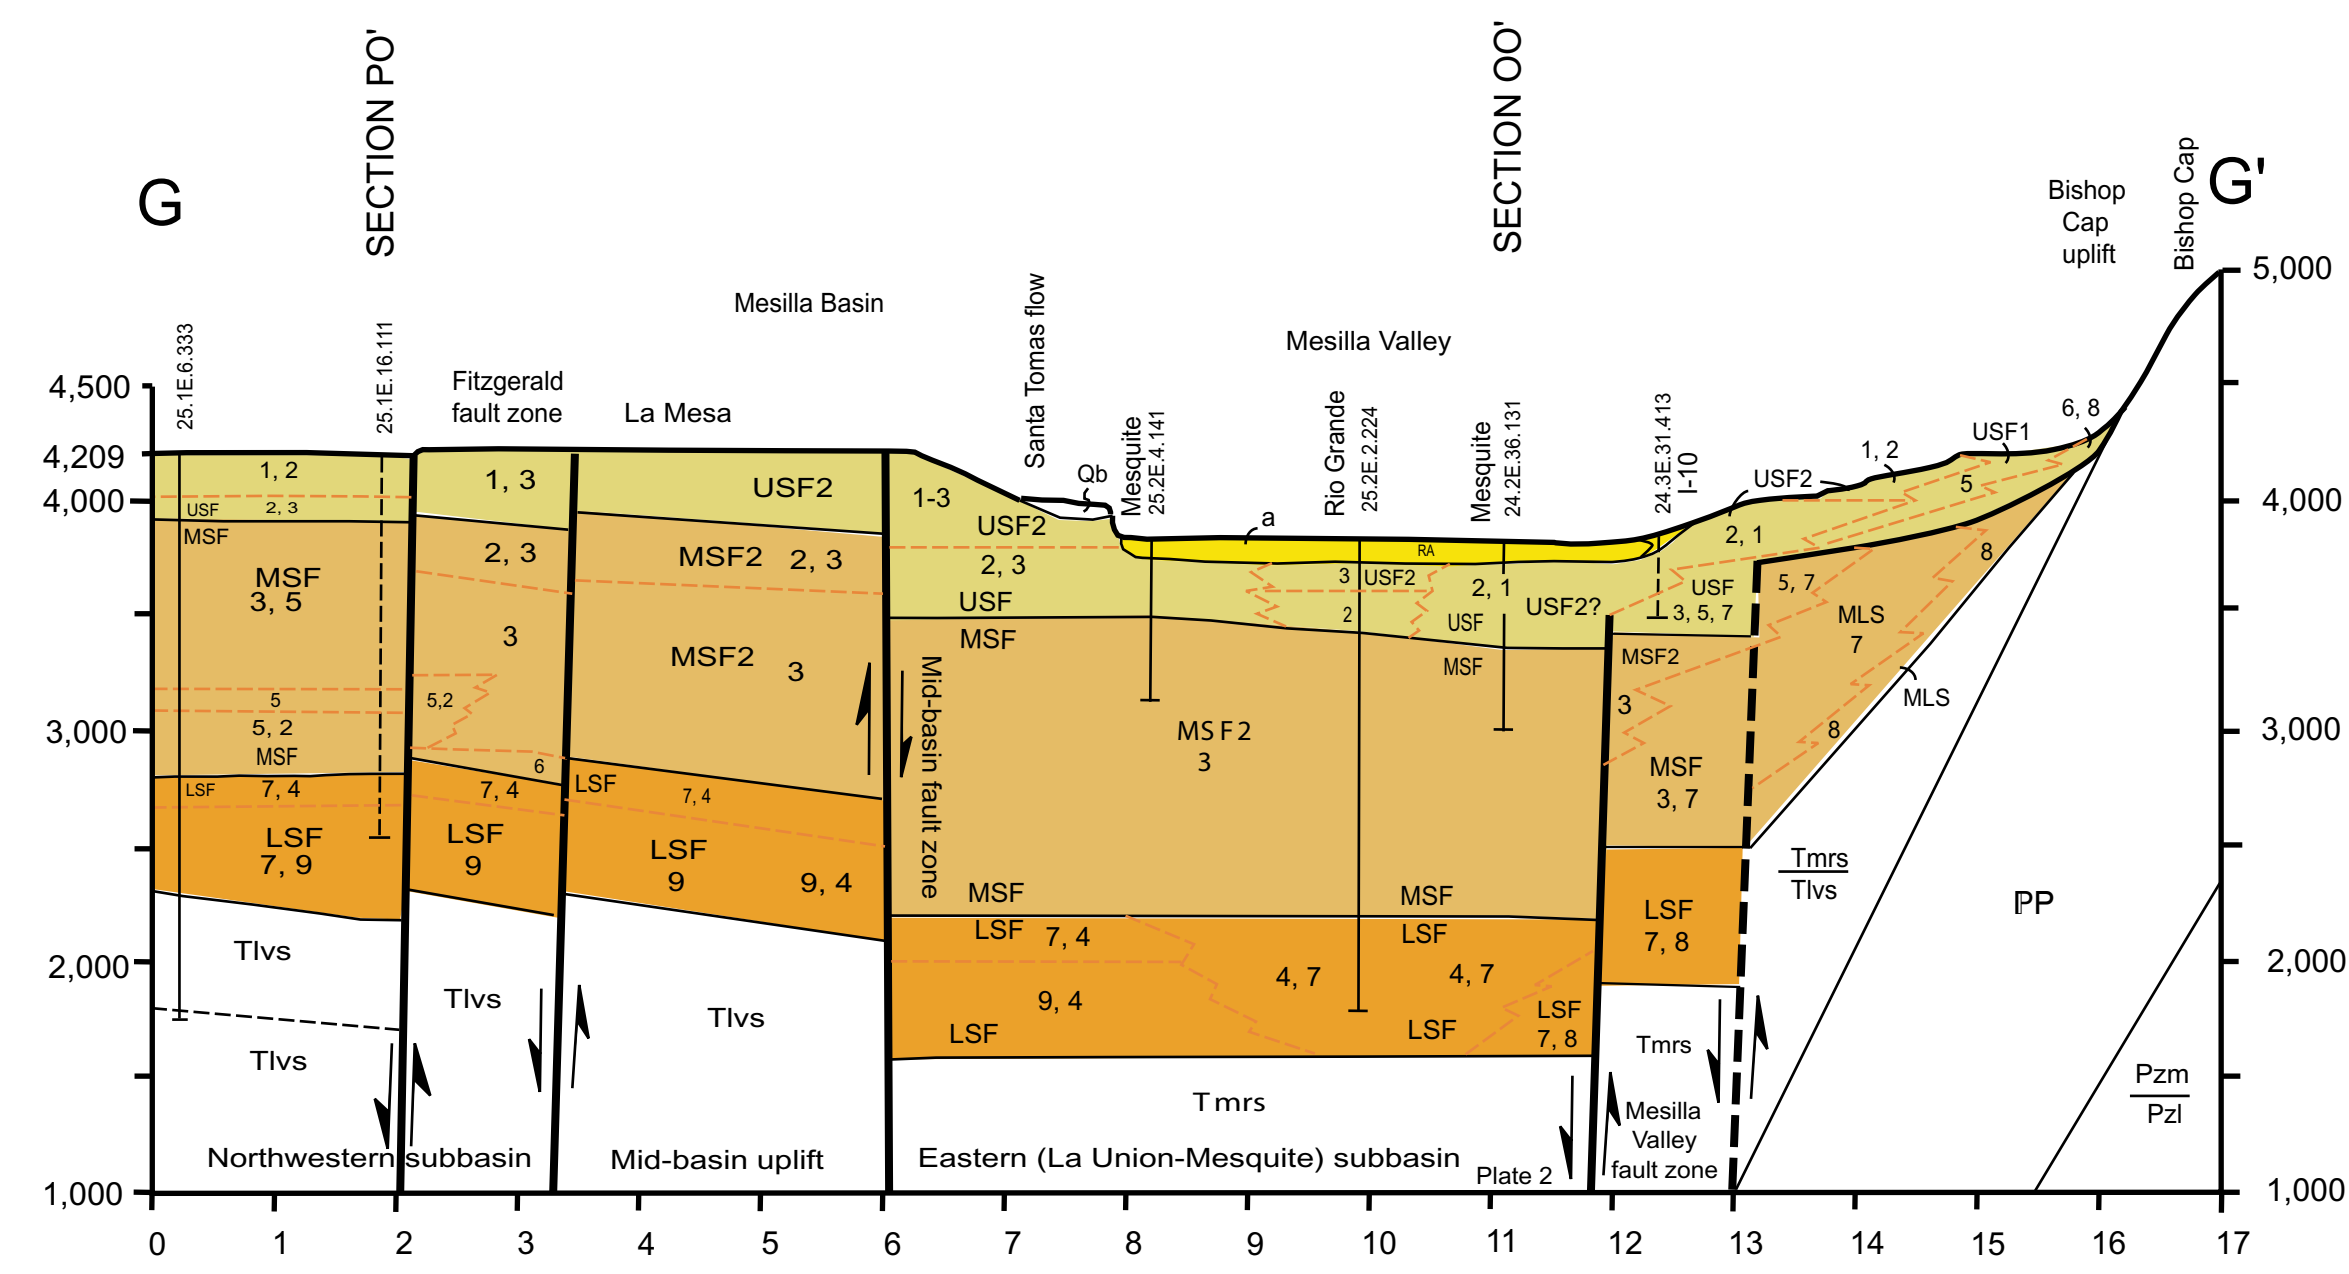 G
SECTION PO'
SECTION OO'
G'
Bishop
Cap
uplift
Bishop Cap
Mesilla Basin
Mesilla Valley
Fitzgerald
fault zone
La Mesa
25.1E.6.333
25.1E.16.111
Santa Tomas flow
Qb
Mesquite
25.2E.4.141
Rio Grande
25.2E.2.224
Mesquite
24.2E.36.131
24.3E.31.413
I-10
4,500
4,209
4,000
3,000
2,000
1,000
5,000
4,000
3,000
2,000
1,000
1, 2
USF
2, 3
MSF
MSF
3, 5
5
5, 2
MSF
LSF
7, 4
LSF
7, 9
Tlvs
Tlvs
1, 3
2, 3
3
5,2
6
7, 4
LSF
9
Tlvs
Northwestern subbasin
USF2
MSF2 2, 3
MSF2 3
LSF
7, 4
LSF
9
9, 4
Tlvs
Mid-basin uplift
Mid-basin fault zone
1-3
USF2
2, 3
USF
MSF
a
RA
3
USF2
2
2, 1
USF
MSF
USF2?
MSF2
3
MSF
MSF
LSF
7, 4
LSF
4, 7
4, 7
9, 4
LSF
LSF
LSF
7, 8
Tmrs
Eastern (La Union-Mesquite) subbasin
Plate 2
USF2
1, 2
USF1
6, 8
5
2, 1
USF
3, 5, 7
MSF2
3
MSF
3, 7
LSF
7, 8
Tmrs
Mesilla
Valley
fault zone
5, 7
8
MLS
7
MLS
8
Tmrs
Tlvs
ℙP
Pzm
Pzl
0 1 2 3 4 5 6 7 8 9 10 11 12 13 14 15 16 17